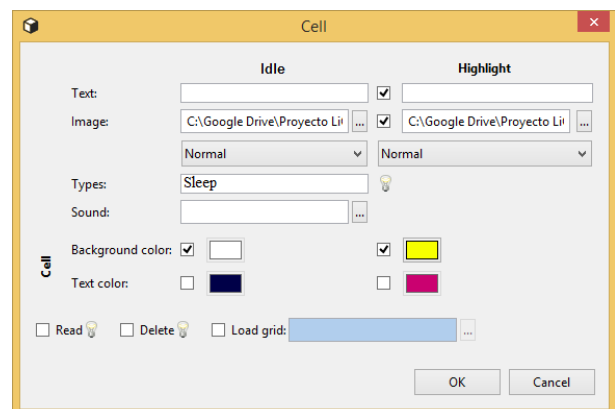 Cell
Idle Highlight
Text:
Image: C:\Google Drive\Proyecto Li ... C:\Google Drive\Proyecto Li ...
Normal Normal
Types: Sleep
Sound: ...
Cell
Background color:
Text color:
Read Delete Load grid: ...
OK Cancel